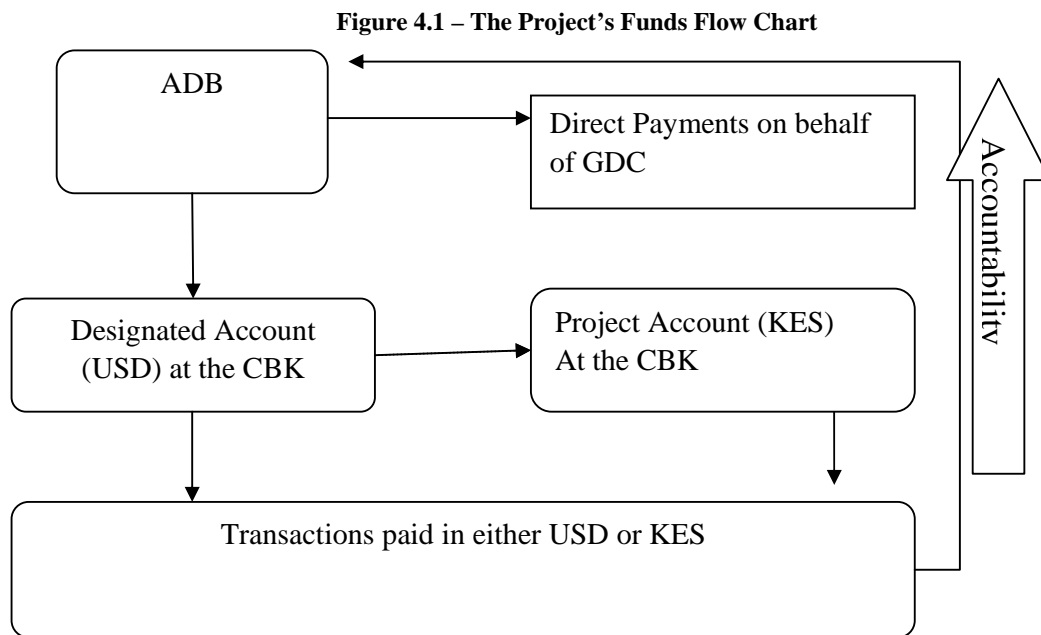 Figure 4.1 – The Project's Funds Flow Chart
ADB
Direct Payments on behalf
of GDC
Accountability
Designated Account
(USD) at the CBK
Project Account (KES)
At the CBK
Transactions paid in either USD or KES